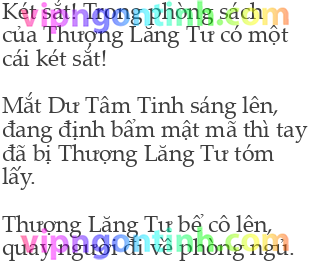 Két sắt! Trong phòng sách
của Thượng Lăng Tư có một
cái két sắt!
Mắt Dư Tâm Tinh sáng lên,
đang định bẩm mật mã thì tay
đã bị Thượng Lăng Tư tóm
lấy.
Thượng Lăng Tư bể cô lên,
quay người đi về phòng ngủ.
vipngontinh.com
vipngontinh.com